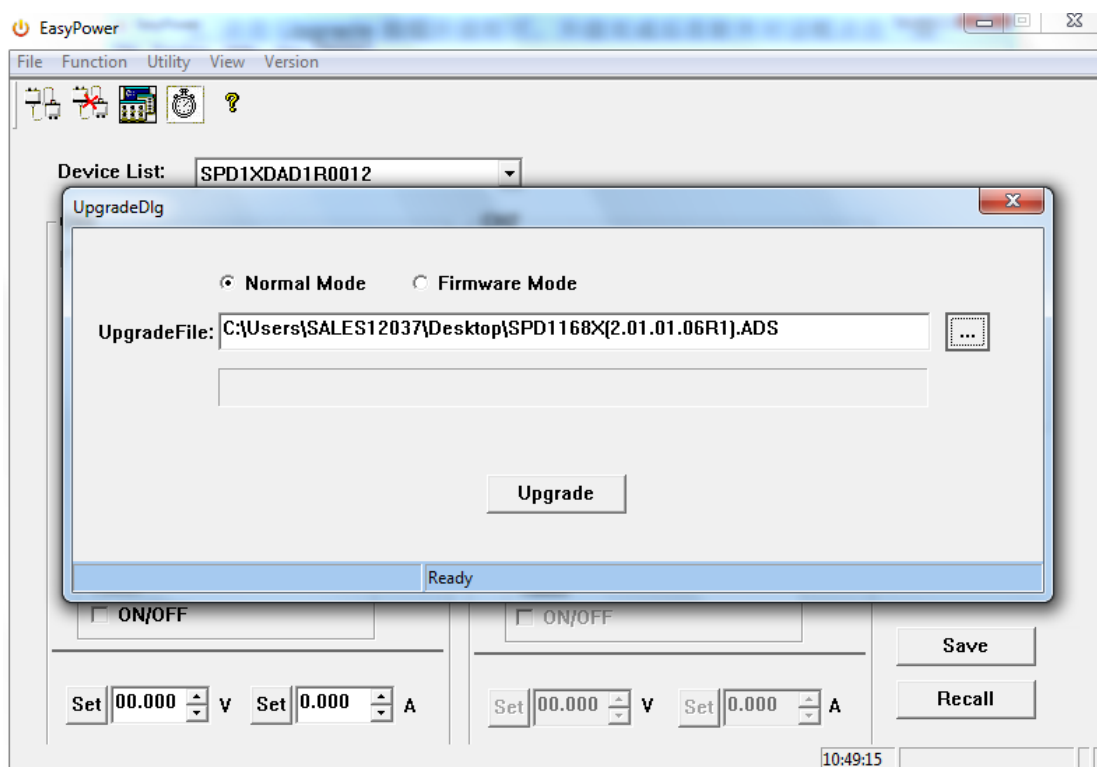 EasyPower
File Function Utility View Version
Device List: SPD1XDAD1R0012
UpgradeDlg
Normal Mode Firmware Mode
UpgradeFile: C:\Users\SALES12037\Desktop\SPD1168X(2.01.01.06R1).ADS ...
Upgrade
Ready
ON/OFF ON/OFF
Save
Set 00.000 V Set 0.000 A Set 00.000 V Set 0.000 A
Recall
10:49:15